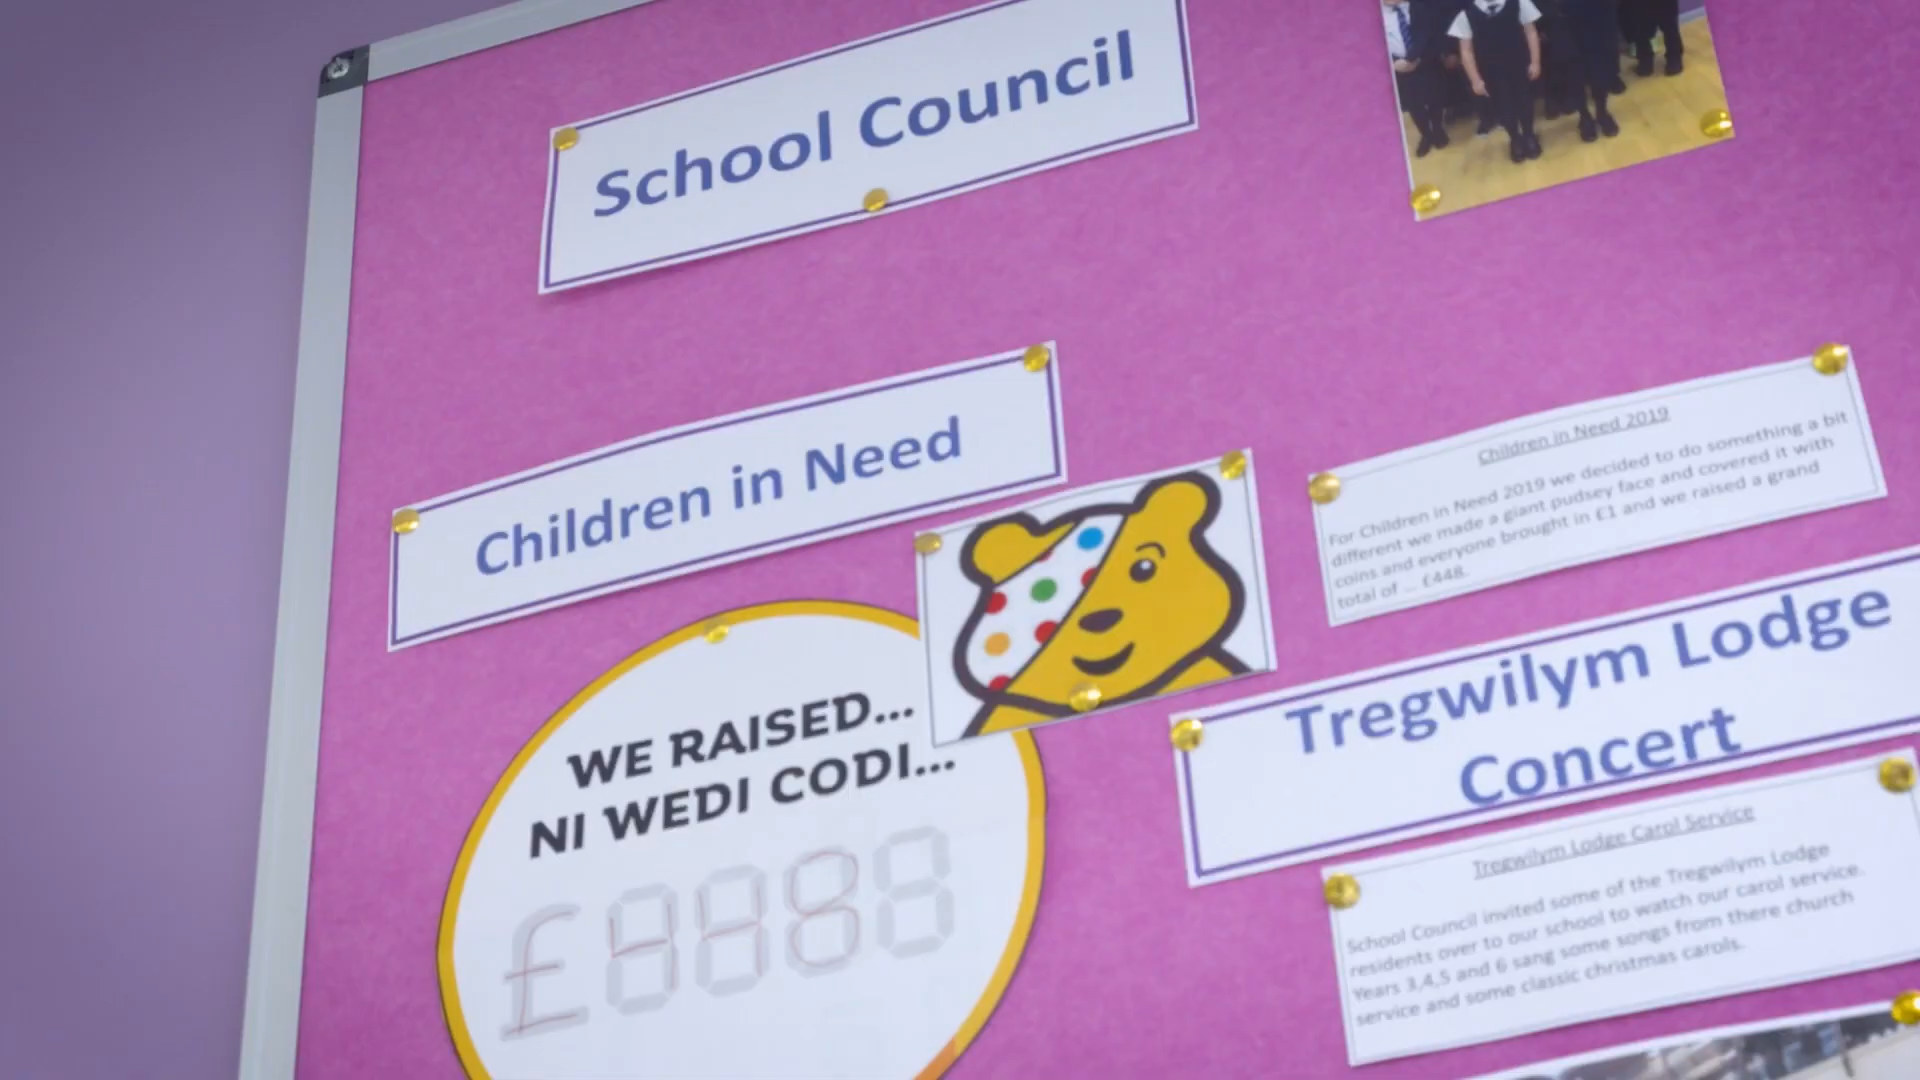 School Council
Children in Need
WE RAISED...
NI WEDI CODI...
£448
Children in Need 2019
For Children in Need 2019 we decided to do something a bit
different we made a giant pudsey face and covered it with
coins and everyone brought in £1 and we raised a grand
total of ... £448.
Tregwilym Lodge
Concert
Tregwilym Lodge Carol Service
School Council invited some of the Tregwilym Lodge
residents over to our school to watch our carol service.
Years 3,4,5 and 6 sang some songs from there church
service and some classic christmas carols.